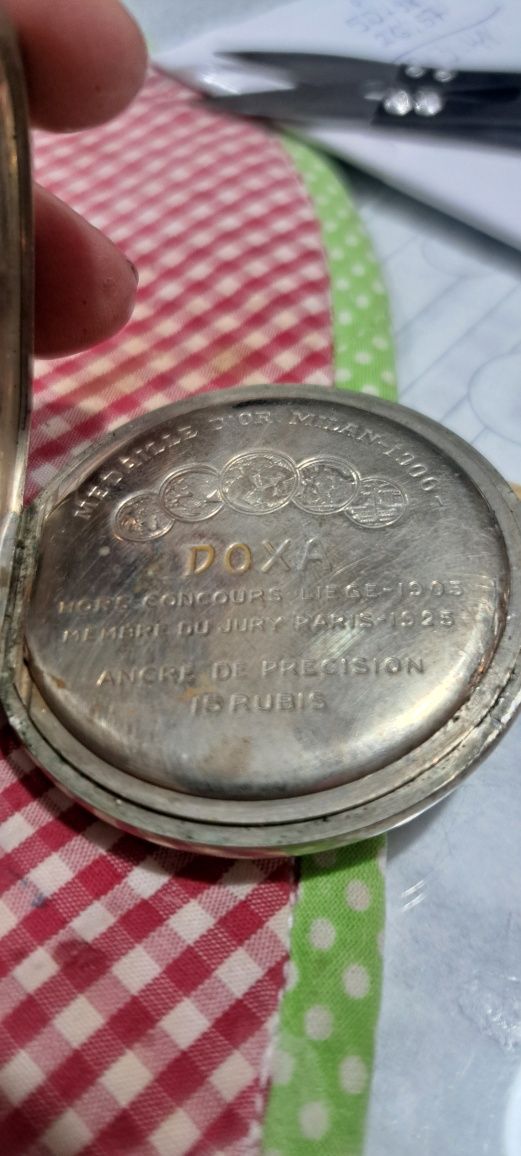 MEDAILLE D'OR MILAN-1906
DOXA
HORS CONCOURS LIEGE-1905
MEMBRE DU JURY PARIS-1925
ANCRE DE PRECISION
15 RUBIS